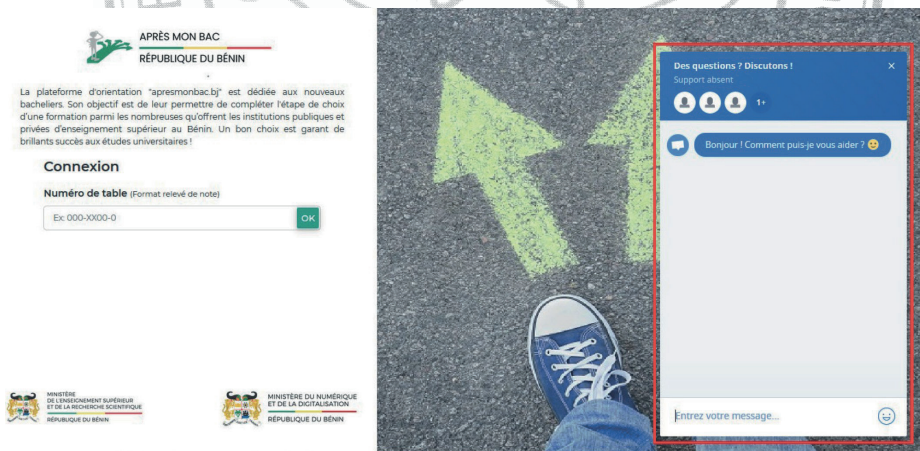 APRÈS MON BAC
RÉPUBLIQUE DU BÉNIN
La plateforme d'orientation "apresmonbac.bj" est dédiée aux nouveaux
bacheliers. Son objectif est de leur permettre de compléter l'étape de choix
d'une formation parmi les nombreuses qu'offrent les institutions publiques et
privées d'enseignement supérieur au Bénin. Un bon choix est garant de
brillants succès aux études universitaires !
Connexion
Numéro de table (Format relevé de note)
Ex: 000-XX00-0
OK
MINISTÈRE
DE L'ENSEIGNEMENT SUPÉRIEUR
ET DE LA RECHERCHE SCIENTIFIQUE
RÉPUBLIQUE DU BÉNIN
MINISTÈRE DU NUMÉRIQUE
ET DE LA DIGITALISATION
RÉPUBLIQUE DU BÉNIN
Des questions ? Discutons !
×
Support absent
1+
Bonjour ! Comment puis-je vous aider ? 🙂
Entrez votre message...